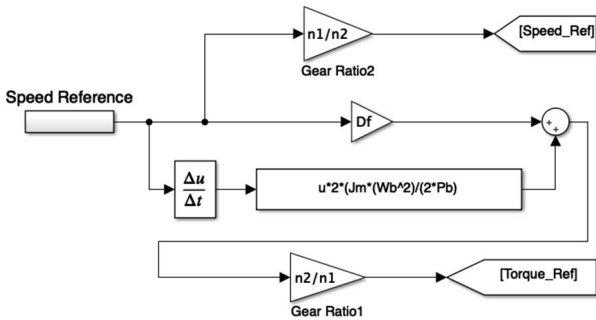 n1/n2
[Speed_Ref]
Gear Ratio2
Speed Reference
Df
+
+
Δu
Δt
u*2*(Jm*(Wb^2)/(2*Pb)
n2/n1
[Torque_Ref]
Gear Ratio1